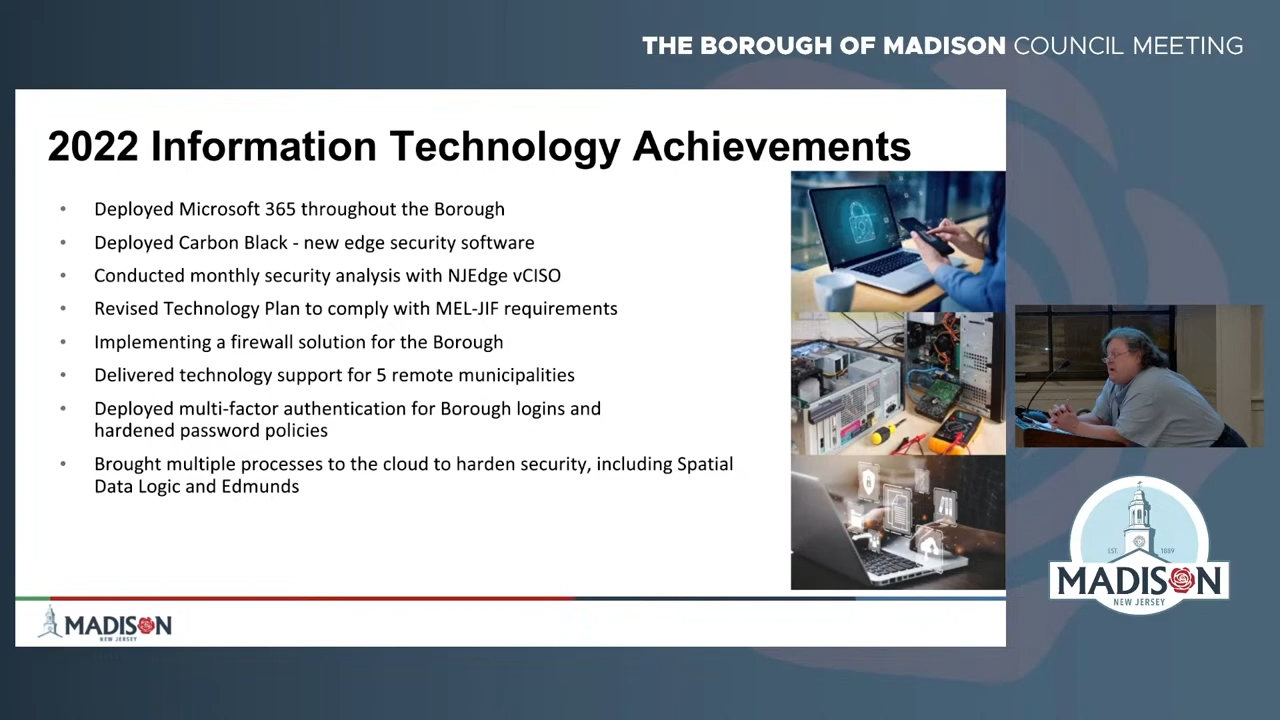 THE BOROUGH OF MADISON COUNCIL MEETING
2022 Information Technology Achievements
• Deployed Microsoft 365 throughout the Borough
• Deployed Carbon Black - new edge security software
• Conducted monthly security analysis with NJEdge vCISO
• Revised Technology Plan to comply with MEL-JIF requirements
• Implementing a firewall solution for the Borough
• Delivered technology support for 5 remote municipalities
• Deployed multi-factor authentication for Borough logins and
hardened password policies
• Brought multiple processes to the cloud to harden security, including Spatial
Data Logic and Edmunds
MADISON
NEW JERSEY
EST. 1889
MADISON
NEW JERSEY